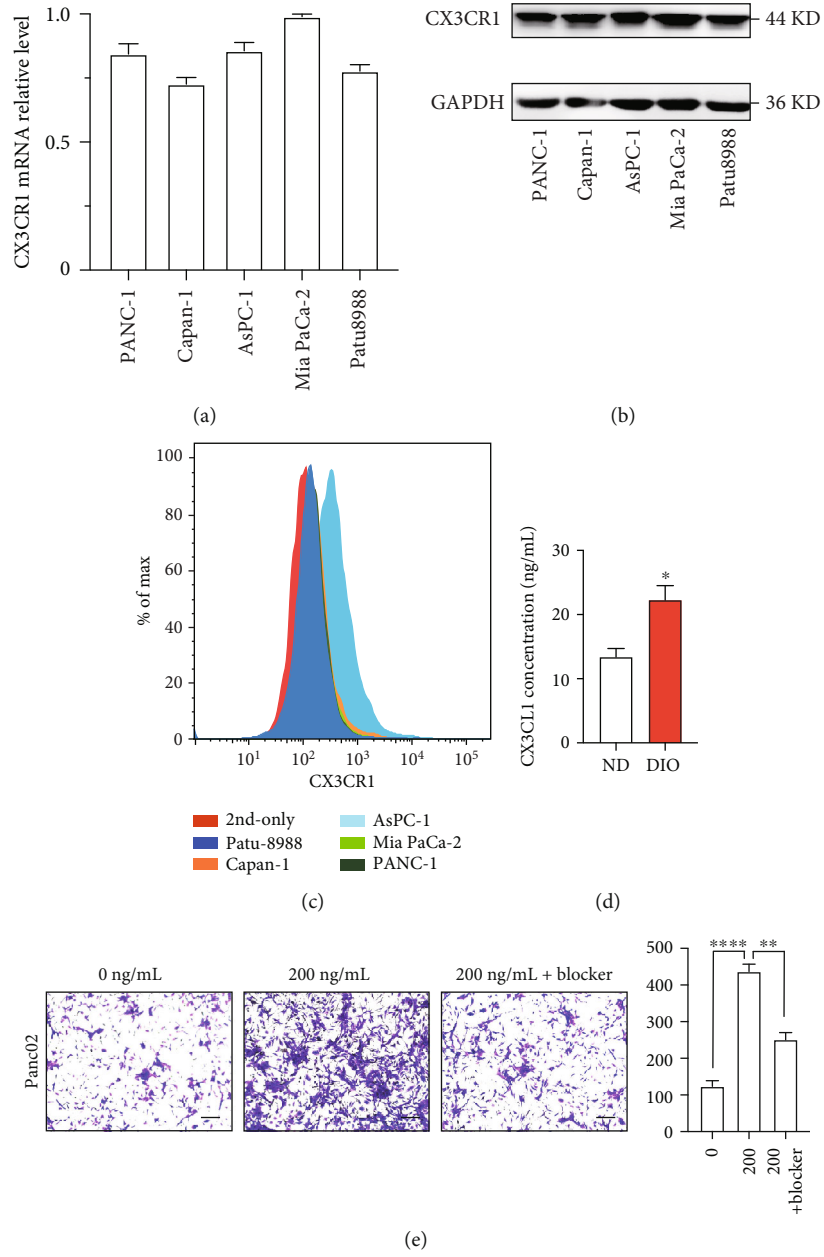 CX3CR1 mRNA relative level
1.0
0.5
0
PANC-1
Capan-1
AsPC-1
Mia PaCa-2
Patu8988
(a)
CX3CR1
44 KD
GAPDH
36 KD
PANC-1
Capan-1
AsPC-1
Mia PaCa-2
Patu8988
(b)
% of max
100
80
60
40
20
0
10¹
10²
10³
10⁴
10⁵
CX3CR1
2nd-only
Patu-8988
Capan-1
AsPC-1
Mia PaCa-2
PANC-1
(c)
CX3CL1 concentration (ng/mL)
30
20
10
0
*
ND
DIO
(d)
0 ng/mL
200 ng/mL
200 ng/mL + blocker
Panc02
500
400
300
200
100
0
****
**
0
200
200
+blocker
(e)